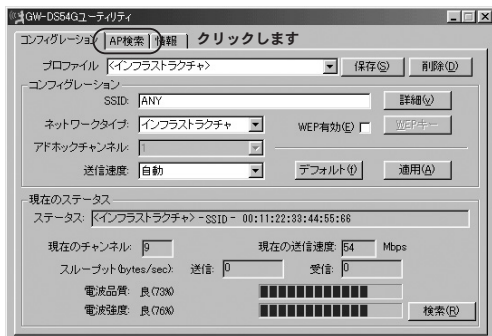 GW-DS54Gユーティリティ
コンフィグレーション AP検索 情報 クリックします
プロファイル <インフラストラクチャ> 保存(S) 削除(D)
コンフィグレーション
SSID: ANY 詳細(v)
ネットワークタイプ: インフラストラクチャ WEP有効(E) WEPキー
アドホックチャンネル: 1
送信速度: 自動 デフォルト(t) 適用(A)
現在のステータス
ステータス: <インフラストラクチャ> - SSID - 00:11:22:33:44:55:66
現在のチャンネル: 9 現在の送信速度: 54 Mbps
スループット(bytes/sec): 送信: 0 受信: 0
電波品質: 良(73%)
電波強度: 良(76%) 検索(R)